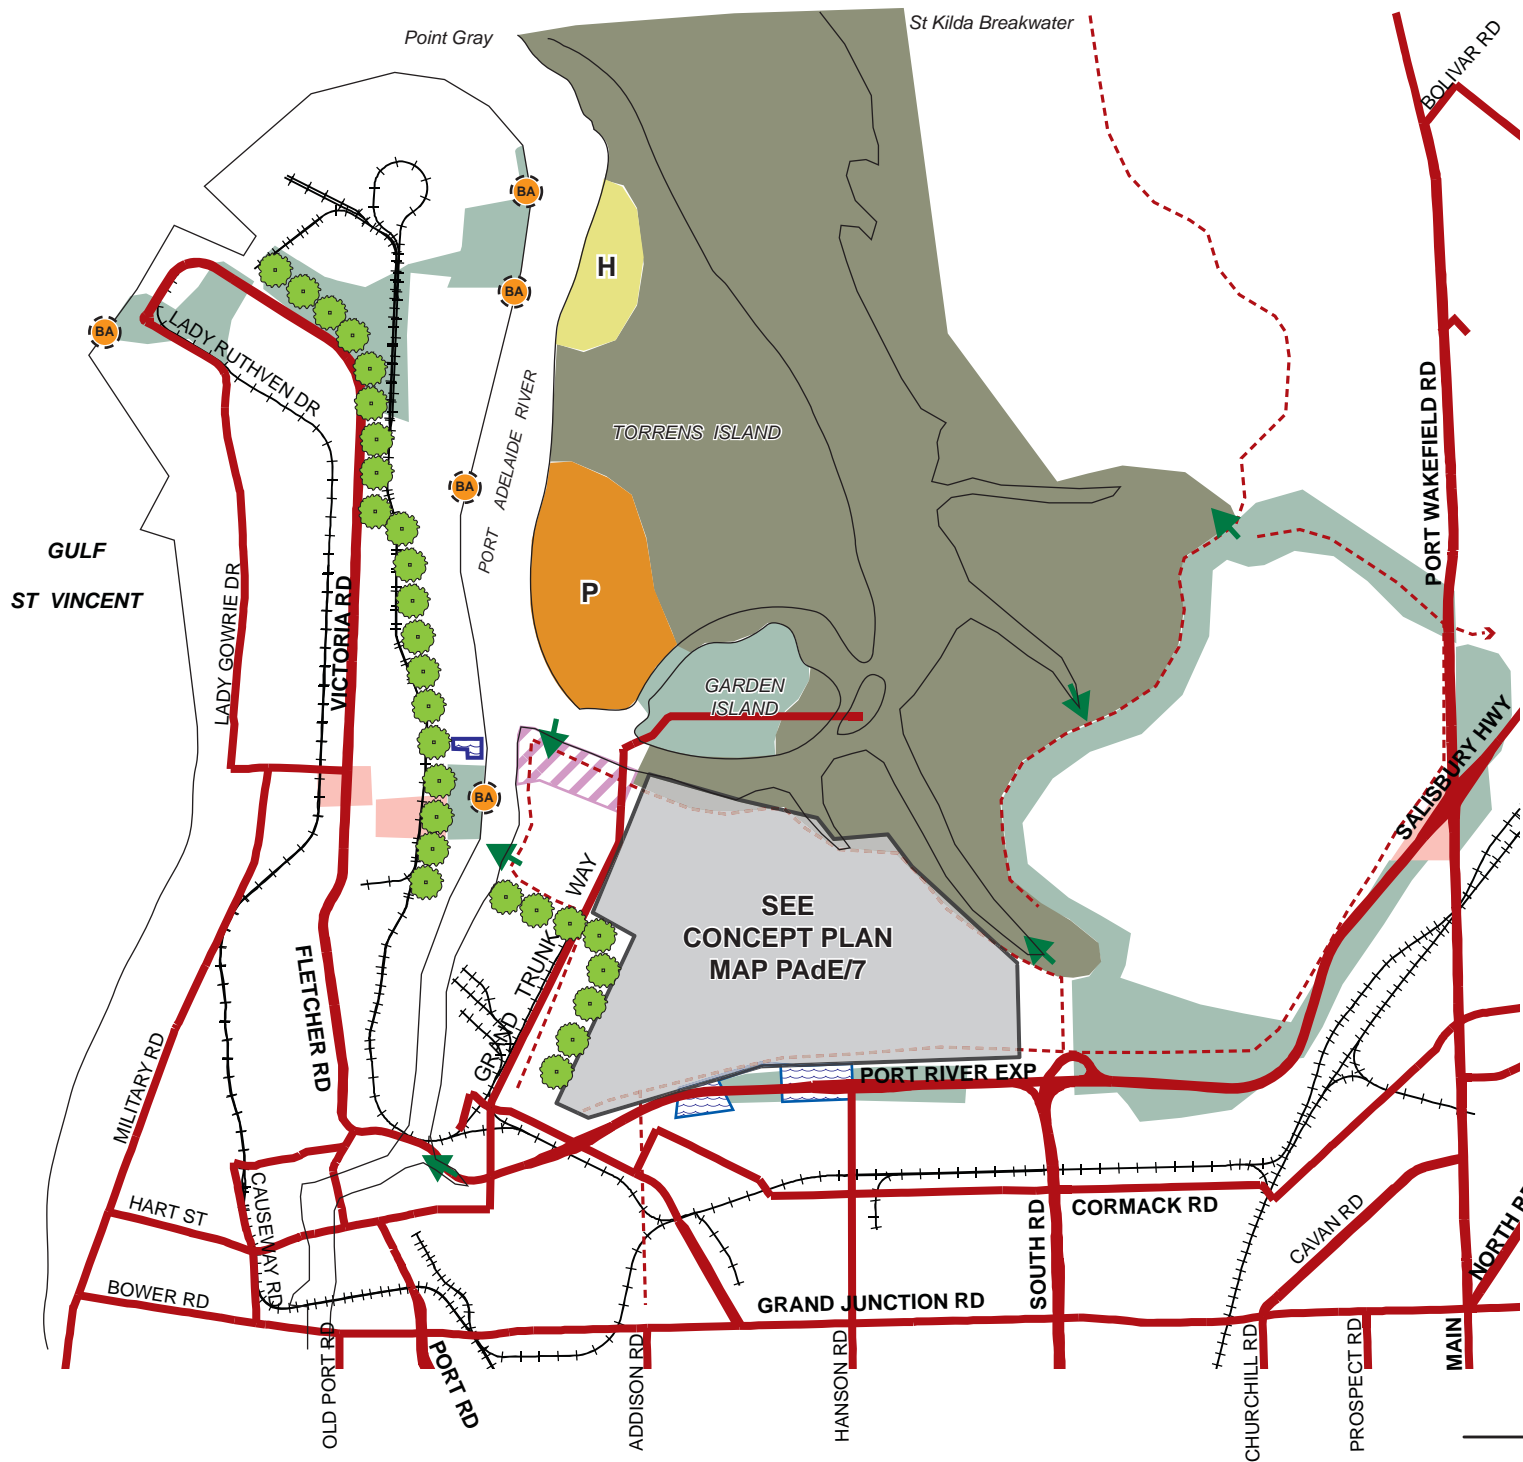 Point Gray
St Kilda Breakwater
BOLIVAR RD
BA
BA
BA
H
LADY RUTHVEN DR
PORT ADELAIDE RIVER
TORRENS ISLAND
PORT WAKEFIELD RD
BA
GULF
ST VINCENT
P
LADY GOWRIE DR
VICTORIA RD
GARDEN
ISLAND
SALISBURY HWY
BA
GRAND TRUNK WAY
SEE
CONCEPT PLAN
MAP PAdE/7
FLETCHER RD
MILITARY RD
PORT RIVER EXP
HART ST
CAUSEWAY RD
CORMACK RD
SOUTH RD
CAVAN RD
BOWER RD
GRAND JUNCTION RD
OLD PORT RD
PORT RD
ADDISON RD
HANSON RD
CHURCHILL RD
PROSPECT RD
MAIN
NORTH